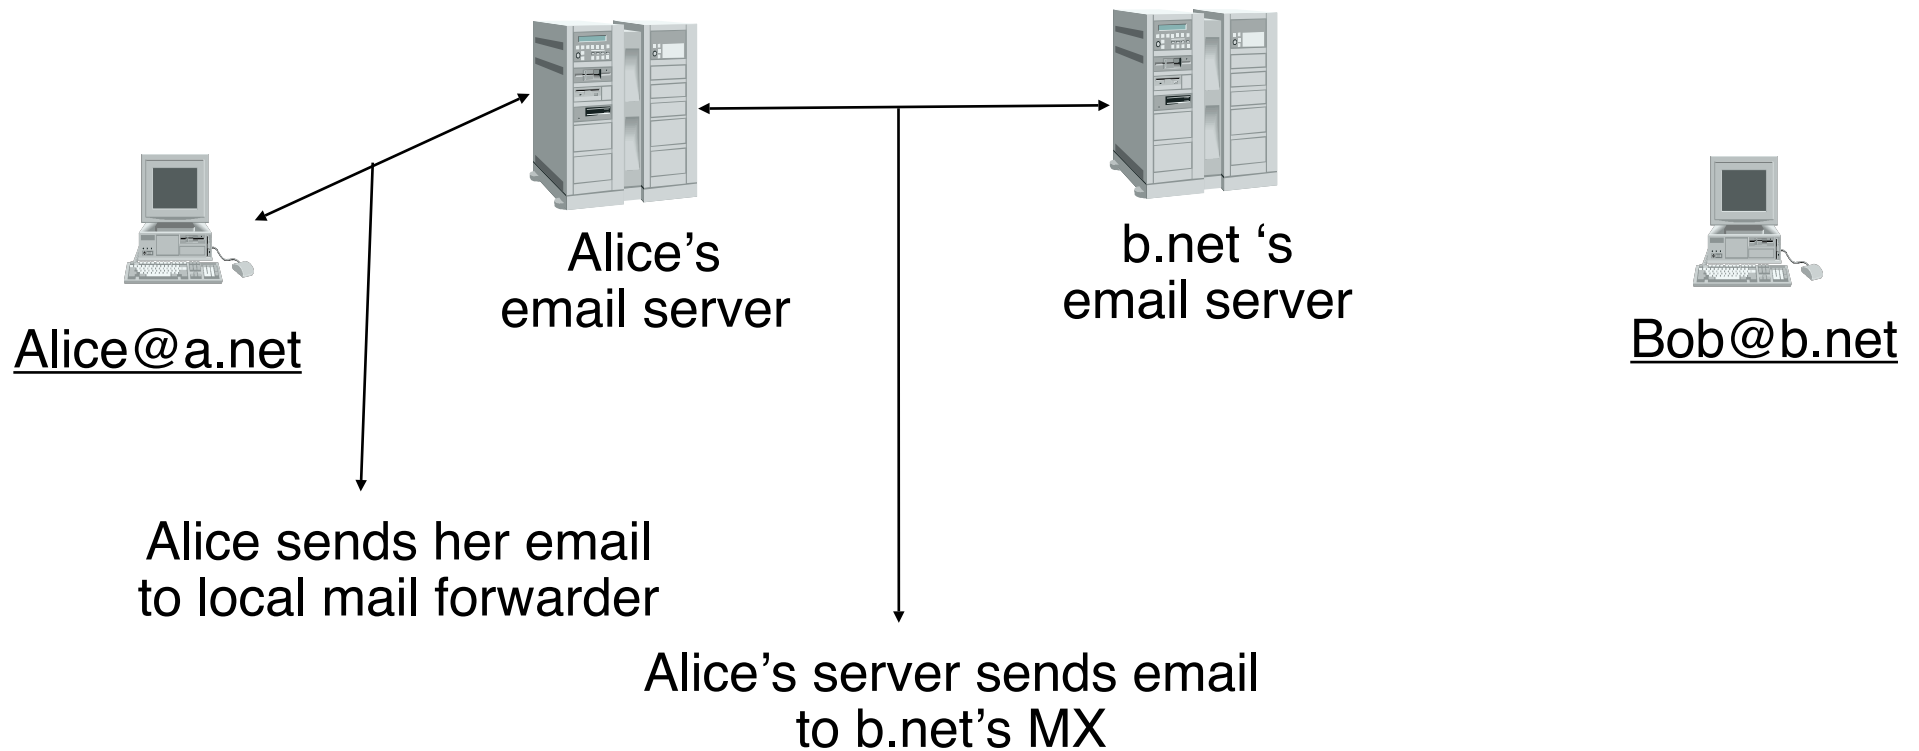 Alice@a.net
Alice’s
email server
b.net ‘s
email server
Bob@b.net
Alice sends her email
to local mail forwarder
Alice’s server sends email
to b.net’s MX